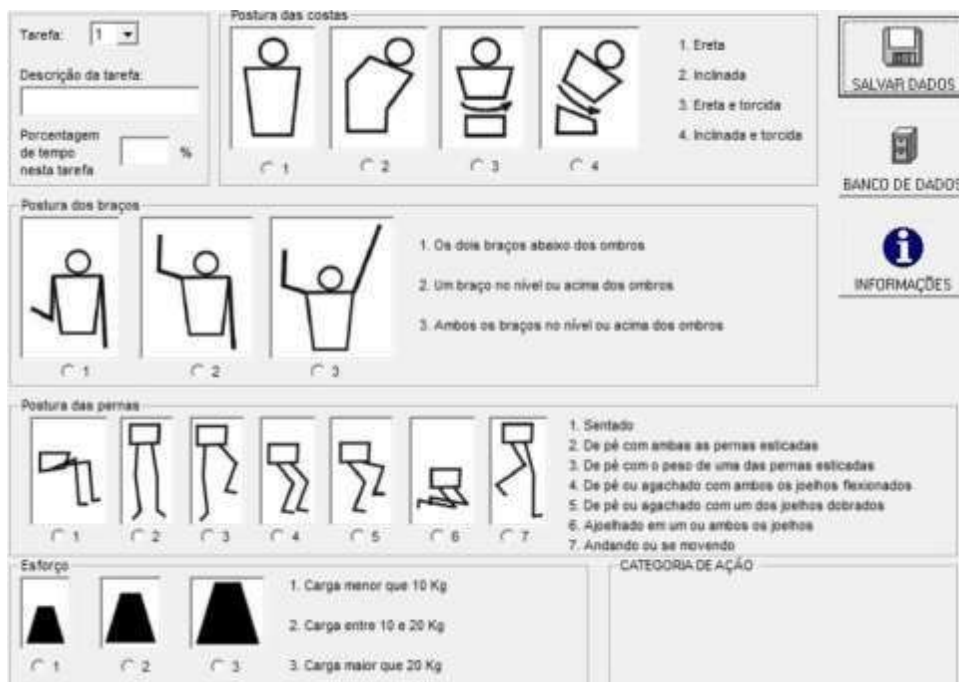 Tarefa: 1
Descrição da tarefa:
Porcentagem
de tempo
nesta tarefa
%
Postura das costas
1 2 3 4
1. Ereta
2. Inclinada
3. Ereta e torcida
4. Inclinada e torcida
SALVAR DADOS
BANCO DE DADOS
INFORMAÇÕES
Postura dos braços
1 2 3
1. Os dois braços abaixo dos ombros
2. Um braço no nível ou acima dos ombros
3. Ambos os braços no nível ou acima dos ombros
Postura das pernas
1 2 3 4 5 6 7
1. Sentado
2. De pé com ambas as pernas esticadas
3. De pé com o peso de uma das pernas esticadas
4. De pé ou agachado com ambos os joelhos flexionados
5. De pé ou agachado com um dos joelhos dobrados
6. Ajoelhado em um ou ambos os joelhos
7. Andando ou se movendo
Esforço
1 2 3
1. Carga menor que 10 Kg
2. Carga entre 10 e 20 Kg
3. Carga maior que 20 Kg
CATEGORIA DE AÇÃO